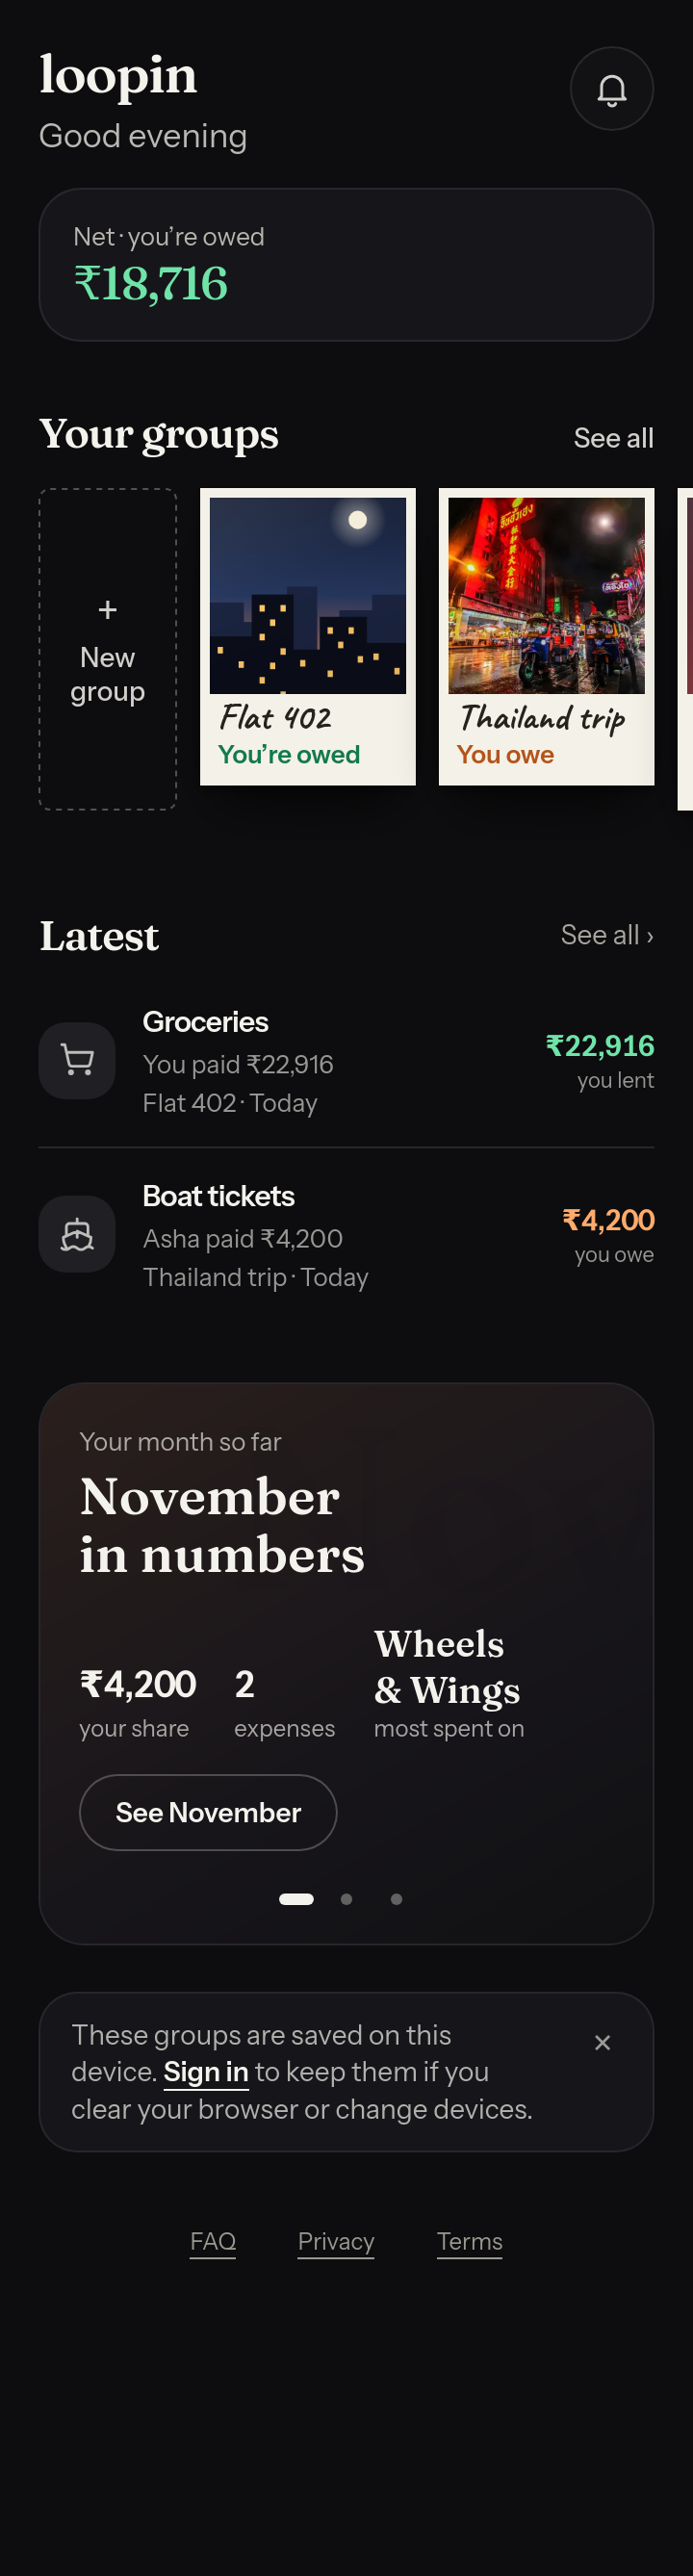 loopin
Good evening
Net · you’re owed
₹18,716
Your groups
See all
+
New
group
Flat 402
You’re owed
Thailand trip
You owe
Latest
See all ›
Groceries
You paid ₹22,916
Flat 402 · Today
₹22,916
you lent
Boat tickets
Asha paid ₹4,200
Thailand trip · Today
₹4,200
you owe
Your month so far
November
in numbers
₹4,200
your share
2
expenses
Wheels
& Wings
most spent on
See November
These groups are saved on this
device. Sign in to keep them if you
clear your browser or change devices.
×
FAQ
Privacy
Terms